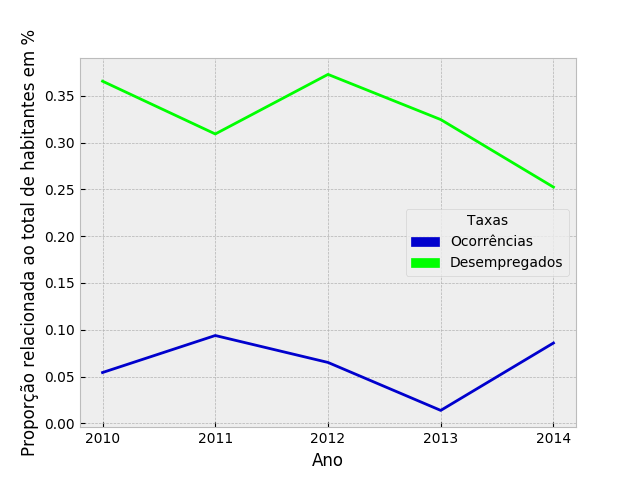 Proporção relacionada ao total de habitantes em %
0.35
0.30
0.25
0.20
0.15
0.10
0.05
0.00
Taxas
Ocorrências
Desempregados
2010 2011 2012 2013 2014
Ano